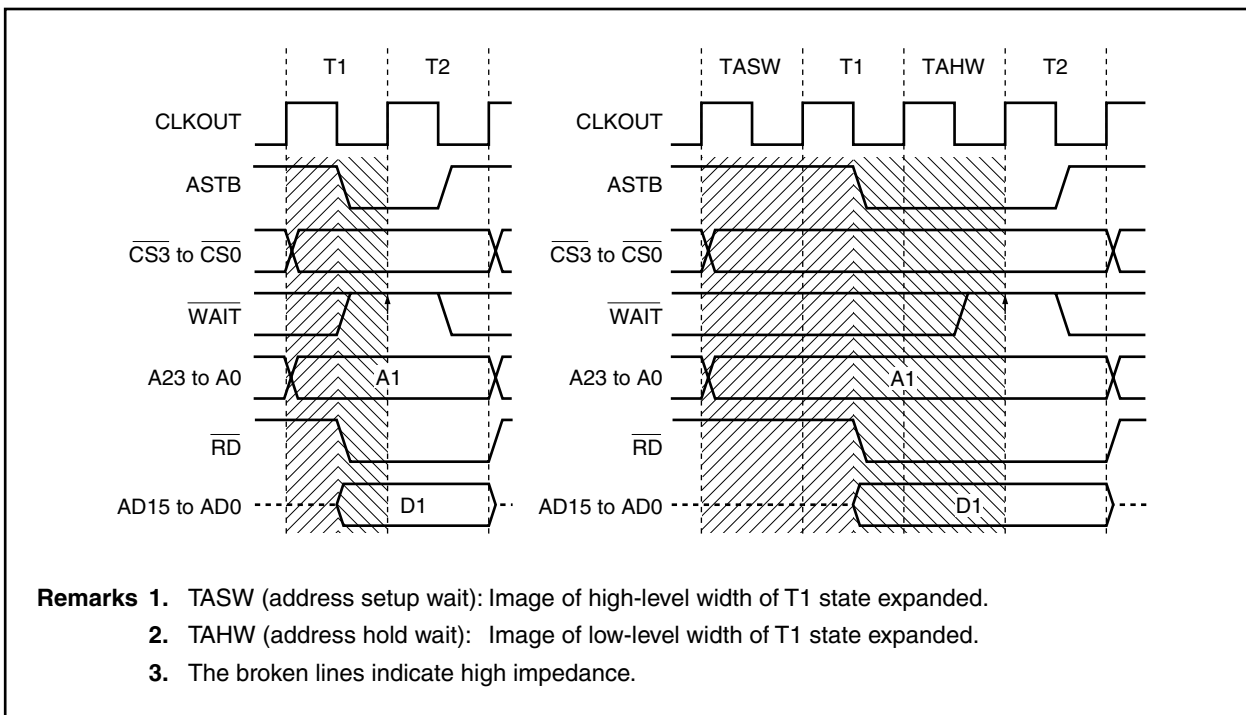 T1 T2
CLKOUT
ASTB
CS3 to CS0
WAIT
A23 to A0
A1
RD
AD15 to AD0
D1
TASW T1 TAHW T2
CLKOUT
ASTB
CS3 to CS0
WAIT
A23 to A0
A1
RD
AD15 to AD0
D1
Remarks 1. TASW (address setup wait): Image of high-level width of T1 state expanded.
2. TAHW (address hold wait): Image of low-level width of T1 state expanded.
3. The broken lines indicate high impedance.